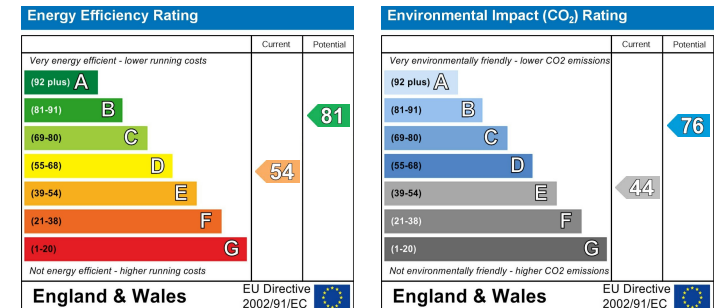 Energy Efficiency Rating
Current Potential
Very energy efficient - lower running costs
(92 plus) A
(81-91) B
81
(69-80) C
(55-68) D
54
(39-54) E
(21-38) F
(1-20) G
Not energy efficient - higher running costs
England & Wales
EU Directive
2002/91/EC
Environmental Impact (CO₂) Rating
Current Potential
Very environmentally friendly - lower CO2 emissions
(92 plus) A
(81-91) B
(69-80) C
76
(55-68) D
(39-54) E
44
(21-38) F
(1-20) G
Not environmentally friendly - higher CO2 emissions
England & Wales
EU Directive
2002/91/EC